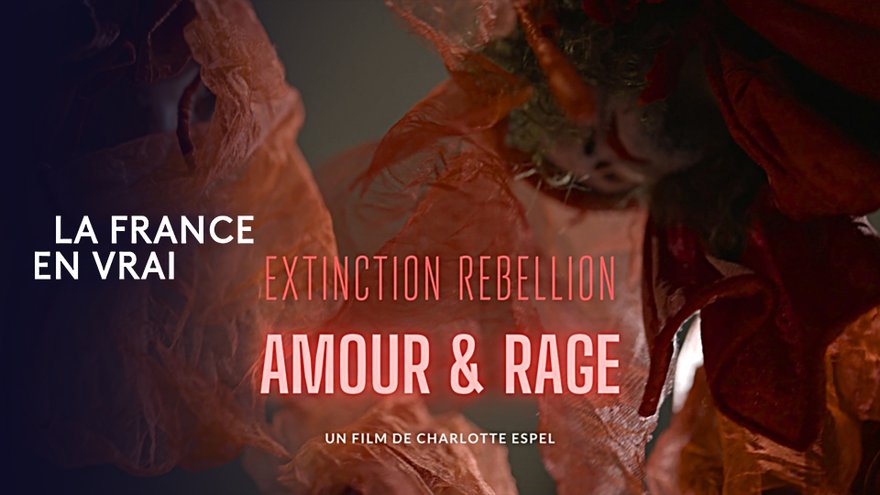 LA FRANCE
EN VRAI
EXTINCTION REBELLION
AMOUR & RAGE
UN FILM DE CHARLOTTE ESPEL